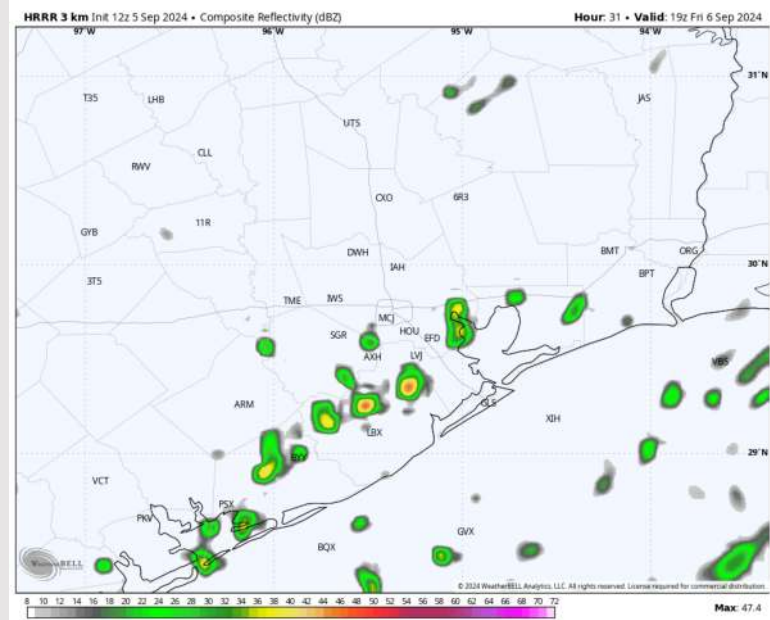 HRRR 3 km Init 12z 5 Sep 2024 • Composite Reflectivity (dBZ) Hour: 31 • Valid: 19z Fri 6 Sep 2024
97°W 96°W 95°W 94°W
31°N
T35 LHB JAS
UTS
CLL
RWV
CXO 6R3
11R
GYB
DWH BMT ORG
IAH 30°N
BPT
3T5
TME IWS
MCJ
SGR HOU EFD
AXH LVJ
VBS
ARM GLS
XIH
LBX
29°N
BYY
VCT
PSX
PKV
GVX
BQX
WeatherBELL
© 2024 WeatherBELL Analytics, LLC. All rights reserved. License required for commercial distribution.
8 10 12 14 16 18 20 22 24 26 28 30 32 34 36 38 40 42 44 46 48 50 52 54 56 58 60 62 64 66 68 70 72
Max: 47.4